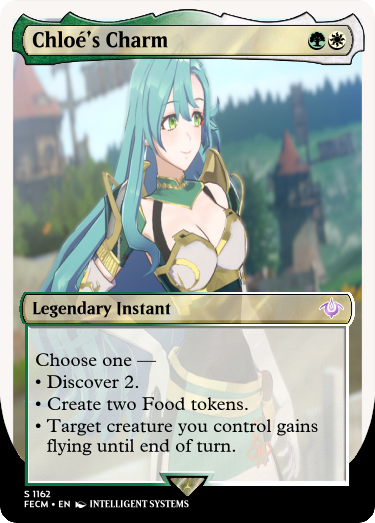 Chloé's Charm
Legendary Instant
Choose one —
• Discover 2.
• Create two Food tokens.
• Target creature you control gains
flying until end of turn.
S 1162
FECM • EN INTELLIGENT SYSTEMS